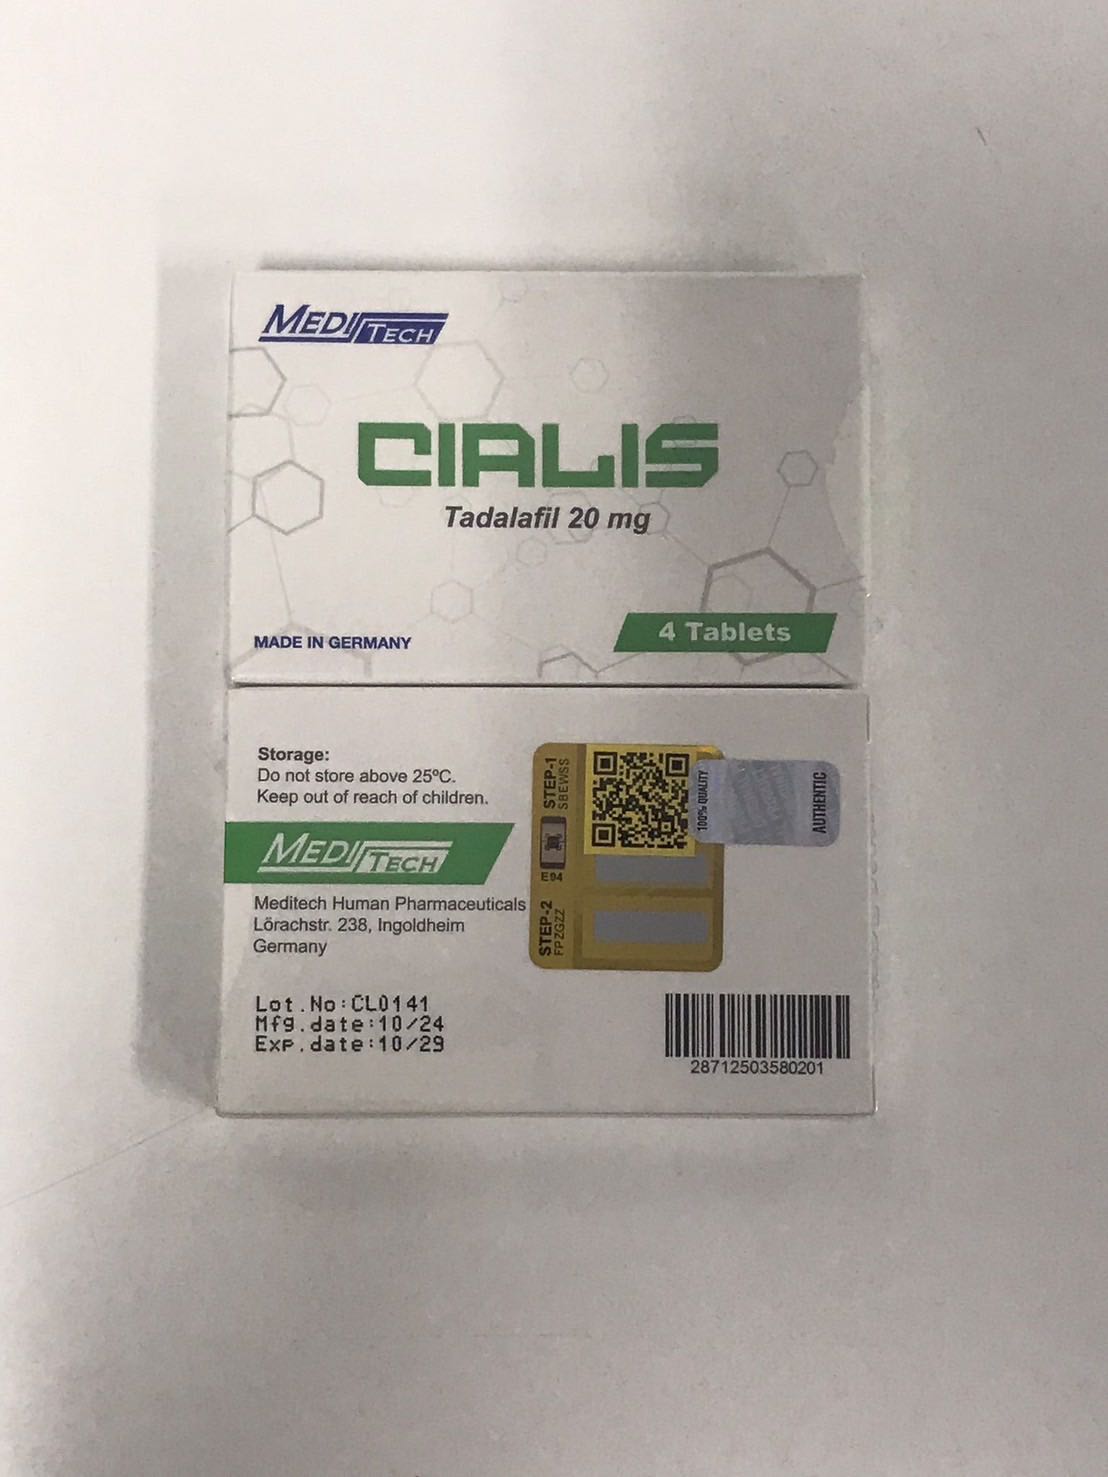 MEDITECH
CIALIS
Tadalafil 20 mg
MADE IN GERMANY
4 Tablets
Storage:
Do not store above 25ºC.
Keep out of reach of children.
MEDITECH
Meditech Human Pharmaceuticals
Lörachstr. 238, Ingoldheim
Germany
Lot.No:CL0141
Mfg.date:10/24
Exp.date:10/29
STEP-1
SBEWSS
E94
STEP-2
FPZGZZ
100% QUALITY
AUTHENTIC
28712503580201